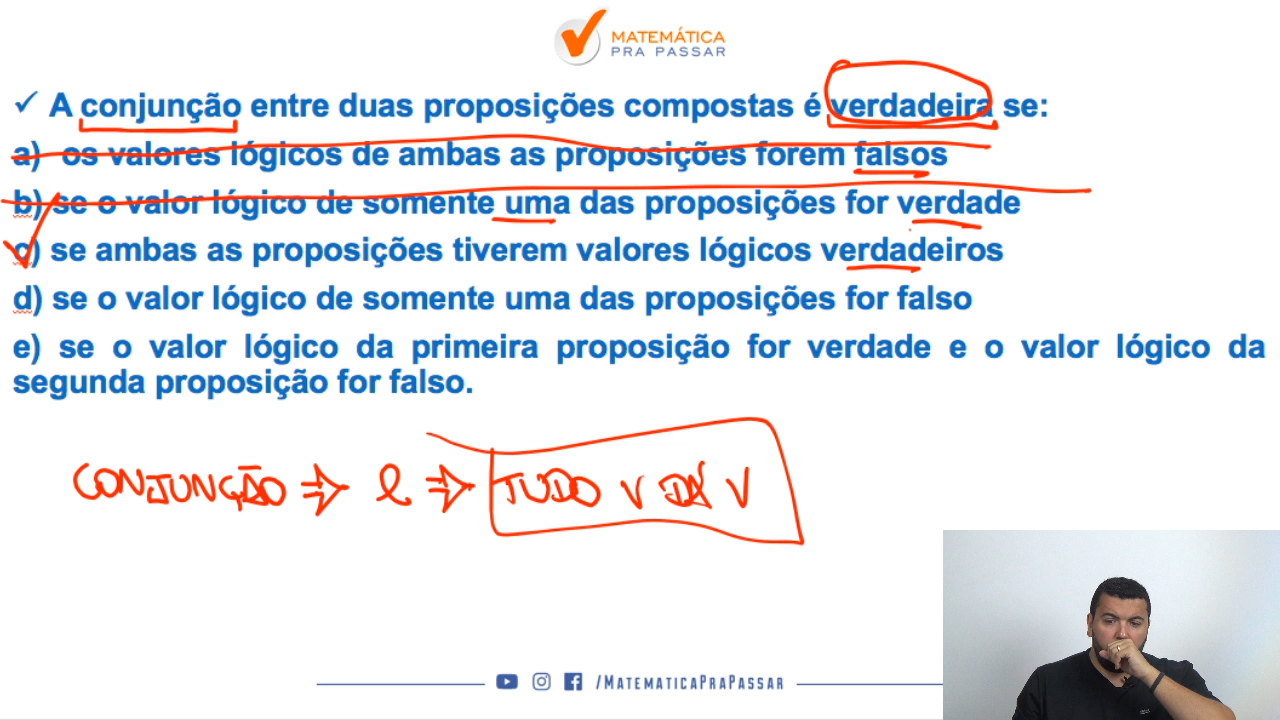 MATEMÁTICA
PRA PASSAR
✓ A conjunção entre duas proposições compostas é verdadeira se:
a) os valores lógicos de ambas as proposições forem falsos
b) se o valor lógico de somente uma das proposições for verdade
c) se ambas as proposições tiverem valores lógicos verdadeiros
d) se o valor lógico de somente uma das proposições for falso
e) se o valor lógico da primeira proposição for verdade e o valor lógico da
segunda proposição for falso.
CONJUNÇÃO ⇒ e ⇒ TUDO V DÁ V
/MATEMATICAPRAPASSAR